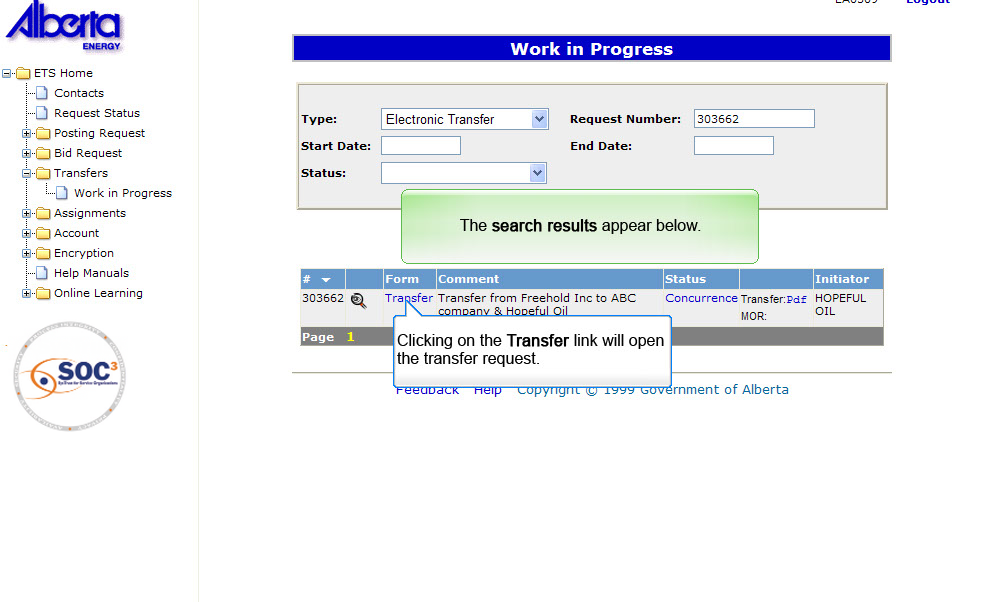 Alberta
ENERGY
Logout
Work in Progress
ETS Home
Contacts
Request Status
Posting Request
Bid Request
Transfers
Work in Progress
Assignments
Account
Encryption
Help Manuals
Online Learning
SOC3
SysTrust for Service Organizations
Type: Electronic Transfer Request Number: 303662
Start Date: End Date:
Status:
The search results appear below.
# Form Comment Status Initiator
303662 Transfer Transfer from Freehold Inc to ABC company & Hopeful Oil Concurrence Transfer:Pdf MOR: HOPEFUL OIL
Page 1
Clicking on the Transfer link will open
the transfer request.
Feedback Help Copyright © 1999 Government of Alberta